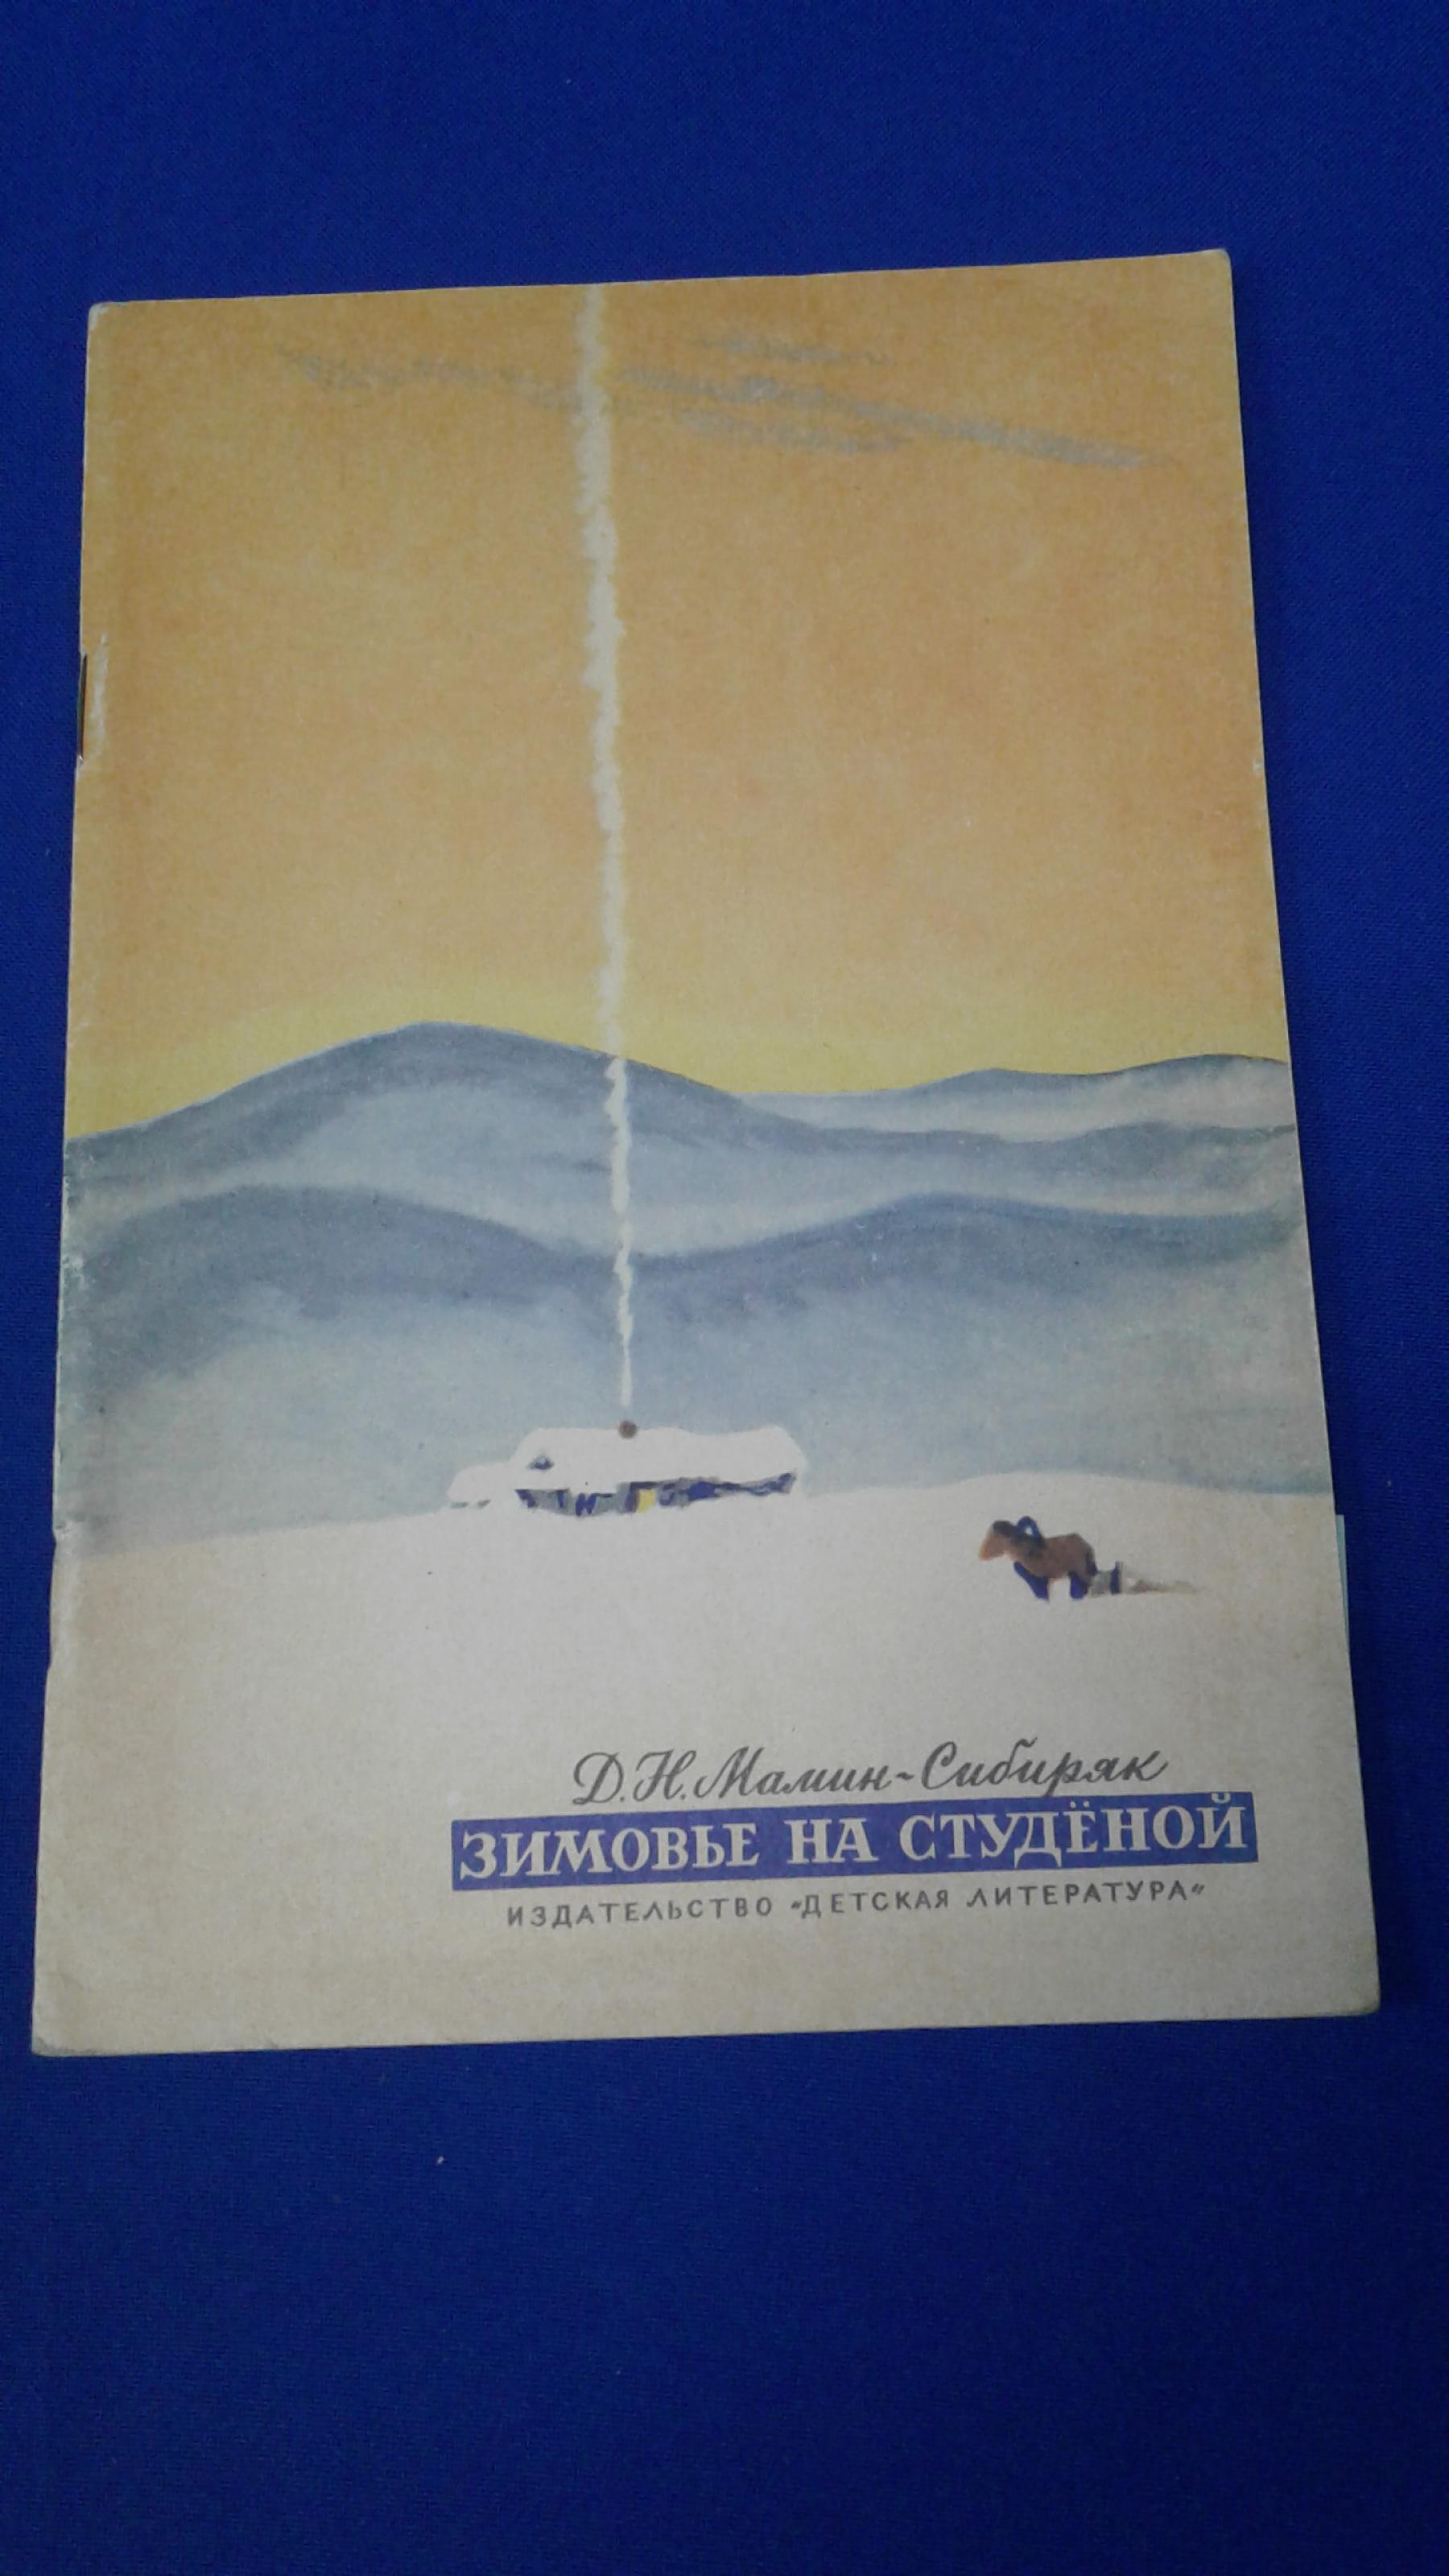 Д.Н.Мамин-Сибиряк
ЗИМОВЬЕ НА СТУДЁНОЙ
ИЗДАТЕЛЬСТВО „ДЕТСКАЯ ЛИТЕРАТУРА“